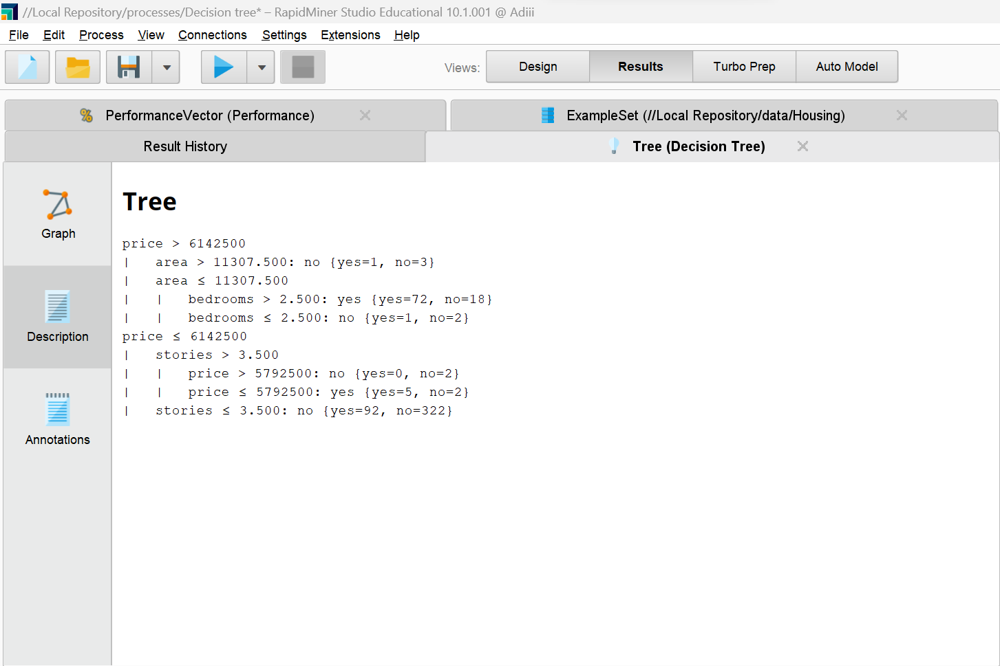 //Local Repository/processes/Decision tree* – RapidMiner Studio Educational 10.1.001 @ Adiii
File Edit Process View Connections Settings Extensions Help
Views: Design Results Turbo Prep Auto Model
% PerformanceVector (Performance) ExampleSet (//Local Repository/data/Housing)
Result History Tree (Decision Tree)
Graph
Description
Annotations
Tree
price > 6142500
|   area > 11307.500: no {yes=1, no=3}
|   area ≤ 11307.500
|   |   bedrooms > 2.500: yes {yes=72, no=18}
|   |   bedrooms ≤ 2.500: no {yes=1, no=2}
price ≤ 6142500
|   stories > 3.500
|   |   price > 5792500: no {yes=0, no=2}
|   |   price ≤ 5792500: yes {yes=5, no=2}
|   stories ≤ 3.500: no {yes=92, no=322}